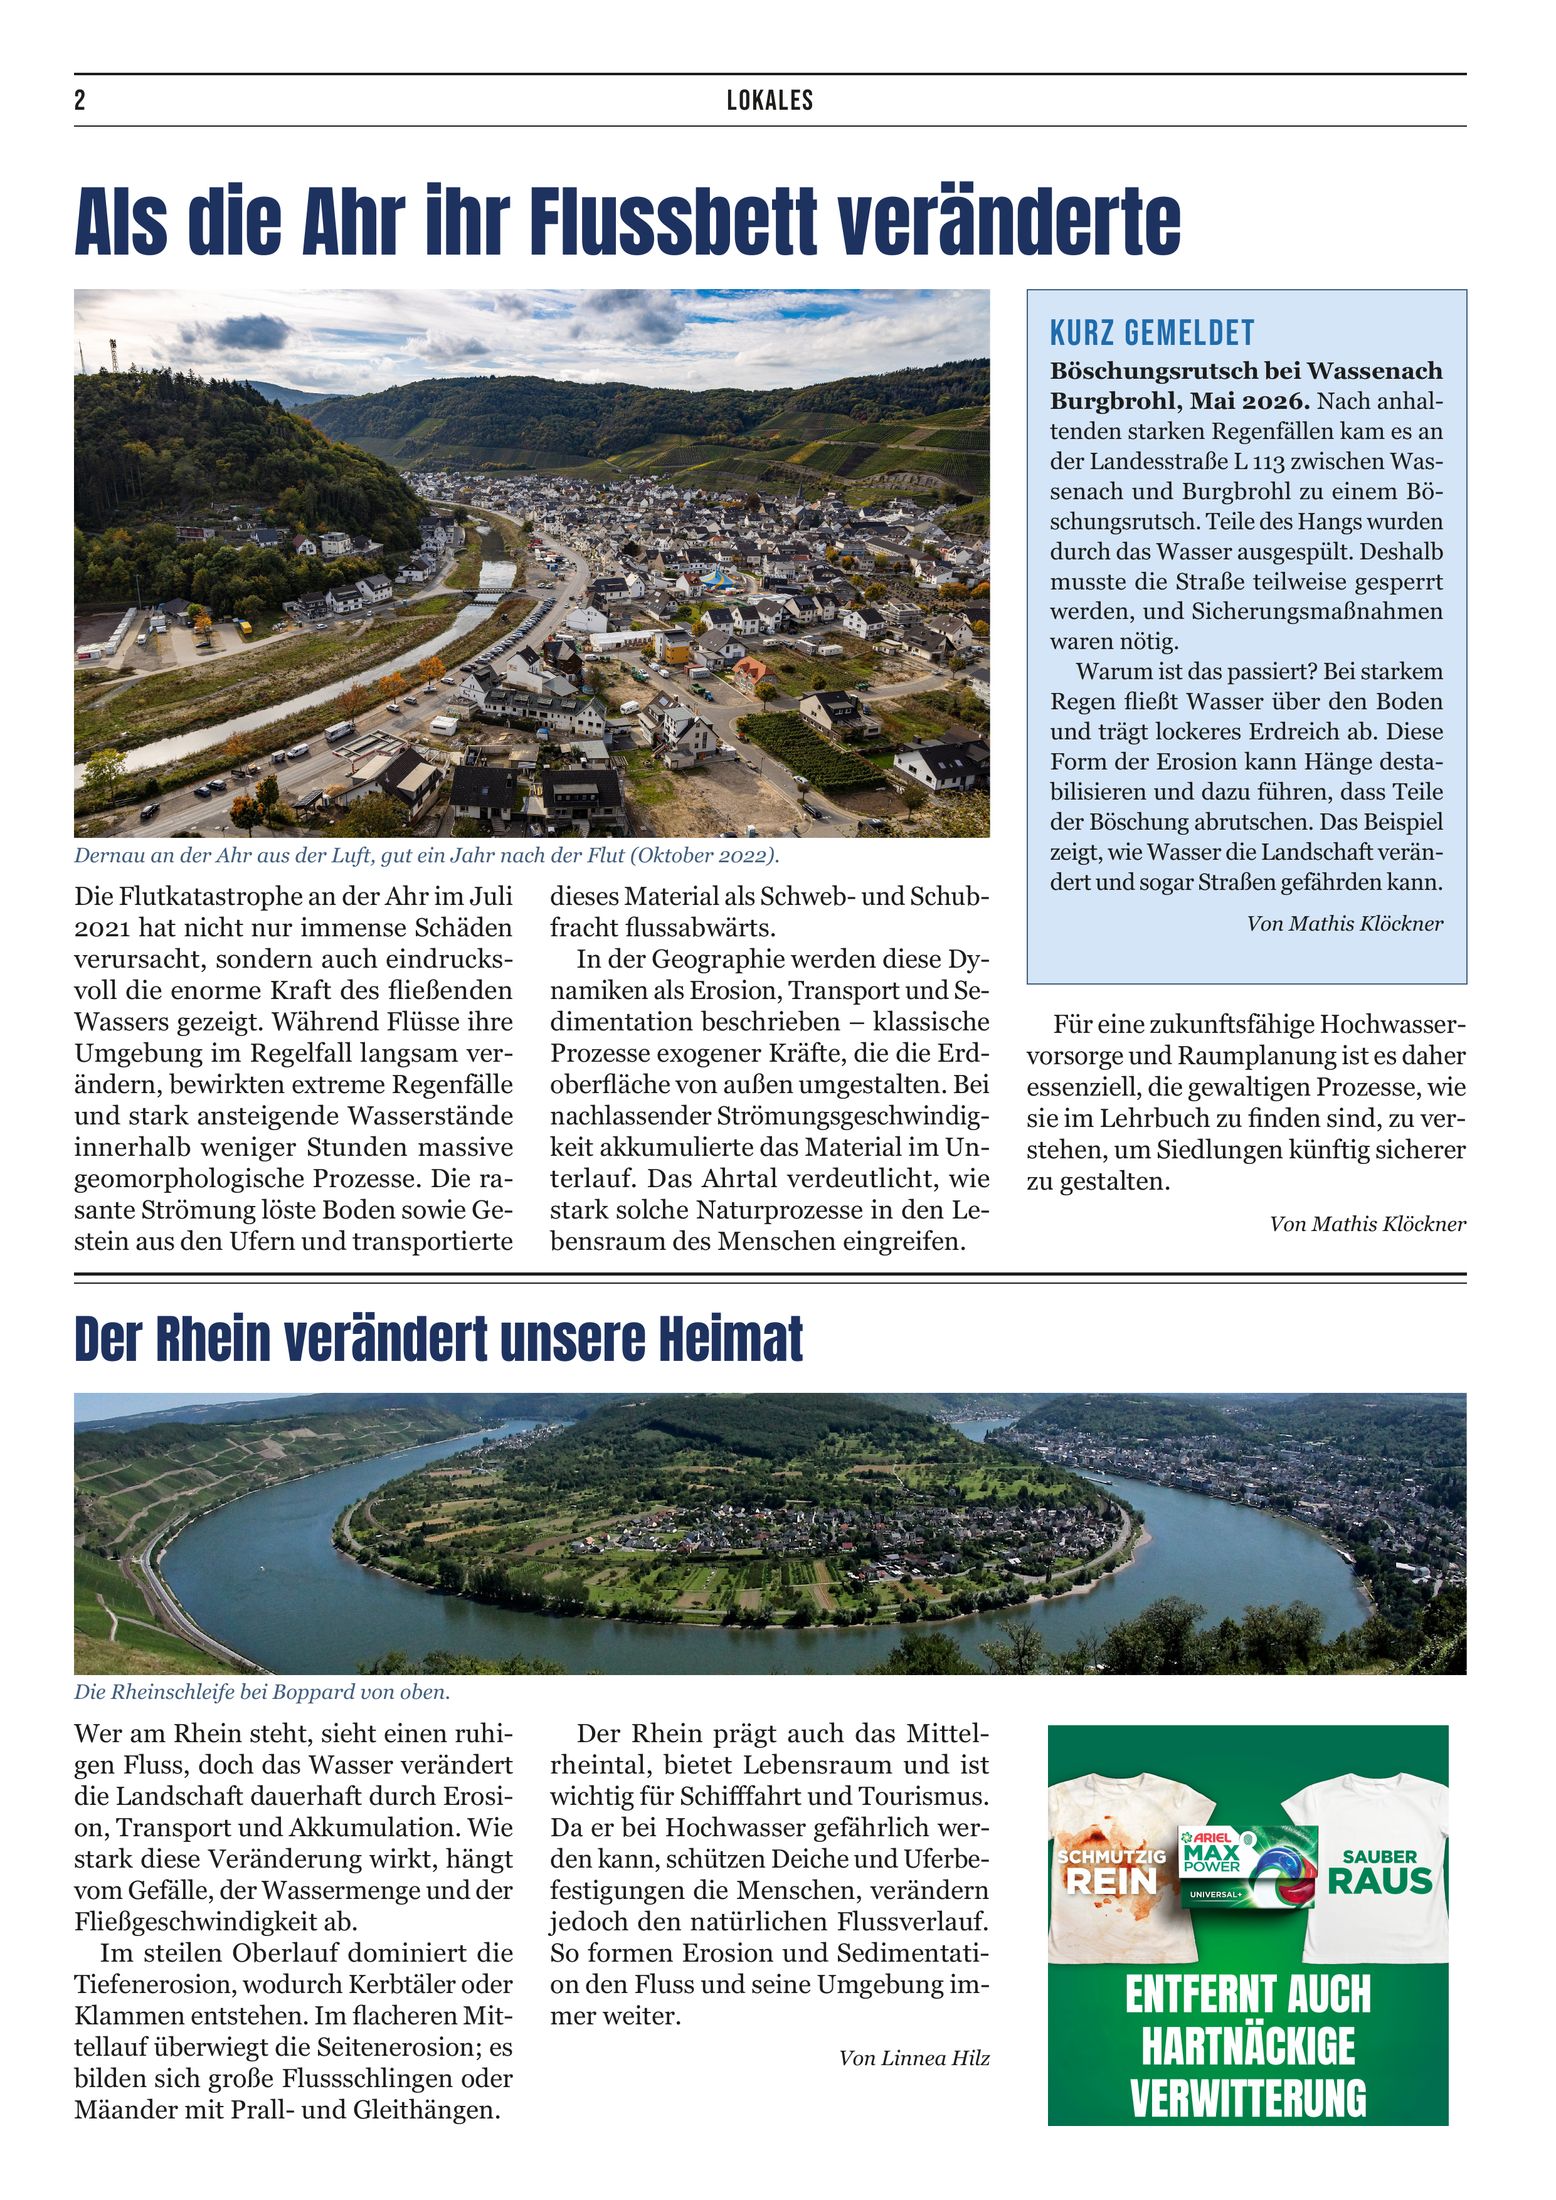 2
LOKALES
Als die Ahr ihr Flussbett veränderte
Dernau an der Ahr aus der Luft, gut ein Jahr nach der Flut (Oktober 2022).
Die Flutkatastrophe an der Ahr im Juli
2021 hat nicht nur immense Schäden
verursacht, sondern auch eindrucks-
voll die enorme Kraft des fließenden
Wassers gezeigt. Während Flüsse ihre
Umgebung im Regelfall langsam ver-
ändern, bewirkten extreme Regenfälle
und stark ansteigende Wasserstände
innerhalb weniger Stunden massive
geomorphologische Prozesse. Die ra-
sante Strömung löste Boden sowie Ge-
stein aus den Ufern und transportierte
dieses Material als Schweb- und Schub-
fracht flussabwärts.
In der Geographie werden diese Dy-
namiken als Erosion, Transport und Se-
dimentation beschrieben – klassische
Prozesse exogener Kräfte, die die Erd-
oberfläche von außen umgestalten. Bei
nachlassender Strömungsgeschwindig-
keit akkumulierte das Material im Un-
terlauf. Das Ahrtal verdeutlicht, wie
stark solche Naturprozesse in den Le-
bensraum des Menschen eingreifen.
Für eine zukunftsfähige Hochwasser-
vorsorge und Raumplanung ist es daher
essenziell, die gewaltigen Prozesse, wie
sie im Lehrbuch zu finden sind, zu ver-
stehen, um Siedlungen künftig sicherer
zu gestalten.
Von Mathis Klöckner
KURZ GEMELDET
Böschungsrutsch bei Wassenach
Burgbrohl, Mai 2026. Nach anhal-
tenden starken Regenfällen kam es an
der Landesstraße L 113 zwischen Was-
senach und Burgbrohl zu einem Bö-
schungsrutsch. Teile des Hangs wurden
durch das Wasser ausgespült. Deshalb
musste die Straße teilweise gesperrt
werden, und Sicherungsmaßnahmen
waren nötig.
Warum ist das passiert? Bei starkem
Regen fließt Wasser über den Boden
und trägt lockeres Erdreich ab. Diese
Form der Erosion kann Hänge desta-
bilisieren und dazu führen, dass Teile
der Böschung abrutschen. Das Beispiel
zeigt, wie Wasser die Landschaft verän-
dert und sogar Straßen gefährden kann.
Von Mathis Klöckner
Der Rhein verändert unsere Heimat
Die Rheinschleife bei Boppard von oben.
Wer am Rhein steht, sieht einen ruhi-
gen Fluss, doch das Wasser verändert
die Landschaft dauerhaft durch Erosi-
on, Transport und Akkumulation. Wie
stark diese Veränderung wirkt, hängt
vom Gefälle, der Wassermenge und der
Fließgeschwindigkeit ab.
Im steilen Oberlauf dominiert die
Tiefenerosion, wodurch Kerbtäler oder
Klammen entstehen. Im flacheren Mit-
tellauf überwiegt die Seitenerosion; es
bilden sich große Flussschlingen oder
Mäander mit Prall- und Gleithängen.
Der Rhein prägt auch das Mittel-
rheintal, bietet Lebensraum und ist
wichtig für Schifffahrt und Tourismus.
Da er bei Hochwasser gefährlich wer-
den kann, schützen Deiche und Uferbe-
festigungen die Menschen, verändern
jedoch den natürlichen Flussverlauf.
So formen Erosion und Sedimentati-
on den Fluss und seine Umgebung im-
mer weiter.
Von Linnea Hilz
SCHMUTZIG
REIN
ARIEL
MAX
POWER
UNIVERSAL+
SAUBER
RAUS
ENTFERNT AUCH
HARTNÄCKIGE
VERWITTERUNG